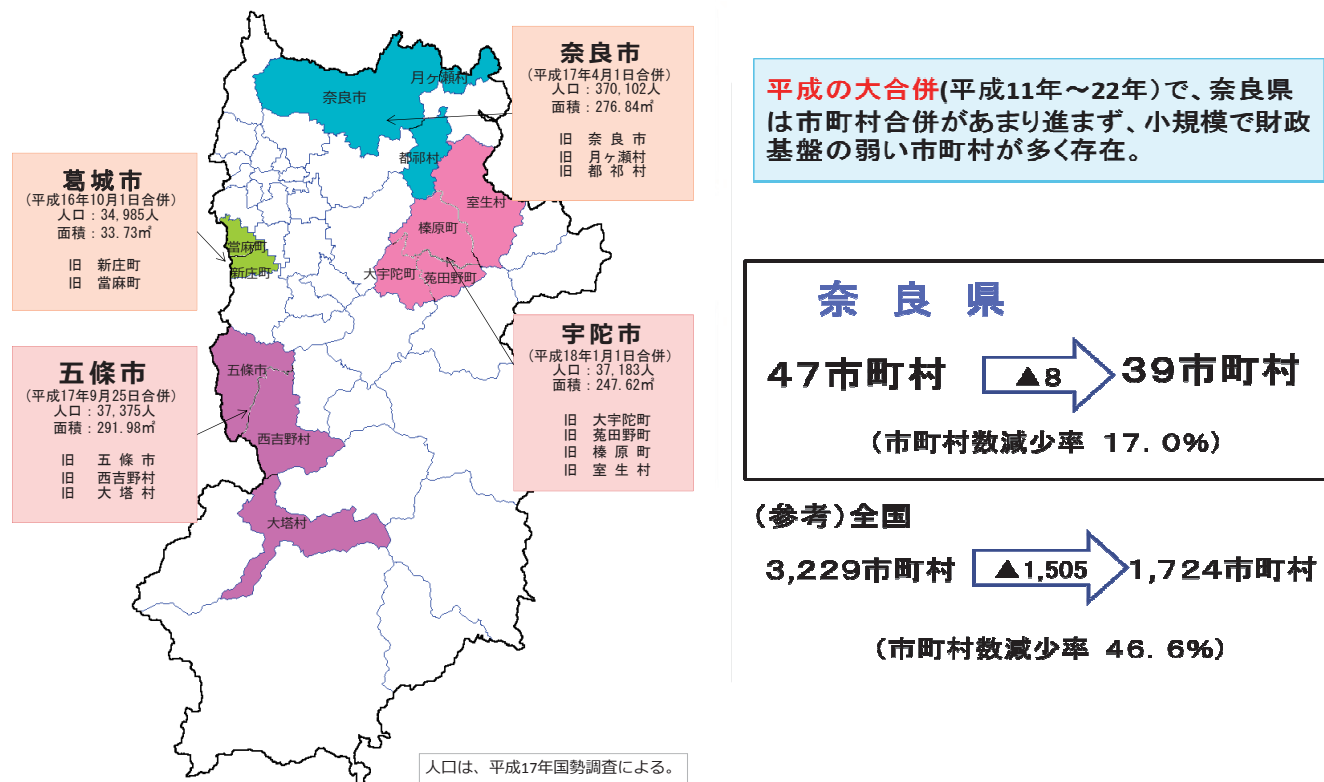 奈良市
(平成17年4月1日合併)
人口：370,102人
面積：276.84㎡
旧 奈 良 市
旧 月ヶ瀬村
旧 都 祁 村
葛城市
(平成16年10月1日合併)
人口：34,985人
面積：33.73㎡
旧 新庄町
旧 當麻町
五條市
(平成17年9月25日合併)
人口：37,375人
面積：291.98㎡
旧 五 條 市
旧 西吉野村
旧 大 塔 村
宇陀市
(平成18年1月1日合併)
人口：37,183人
面積：247.62㎡
旧 大宇陀町
旧 菟田野町
旧 榛 原 町
旧 室 生 村
月ヶ瀬村
奈良市
都祁村
室生村
榛原町
當麻町
新庄町
大宇陀町
菟田野町
五條市
西吉野村
大塔村
人口は、平成17年国勢調査による。
平成の大合併(平成11年～22年)で、奈良県
は市町村合併があまり進まず、小規模で財政
基盤の弱い市町村が多く存在。
奈 良 県
47市町村 ▲8 39市町村
(市町村数減少率 17.0%)
(参考)全国
3,229市町村 ▲1,505 1,724市町村
(市町村数減少率 46.6%)